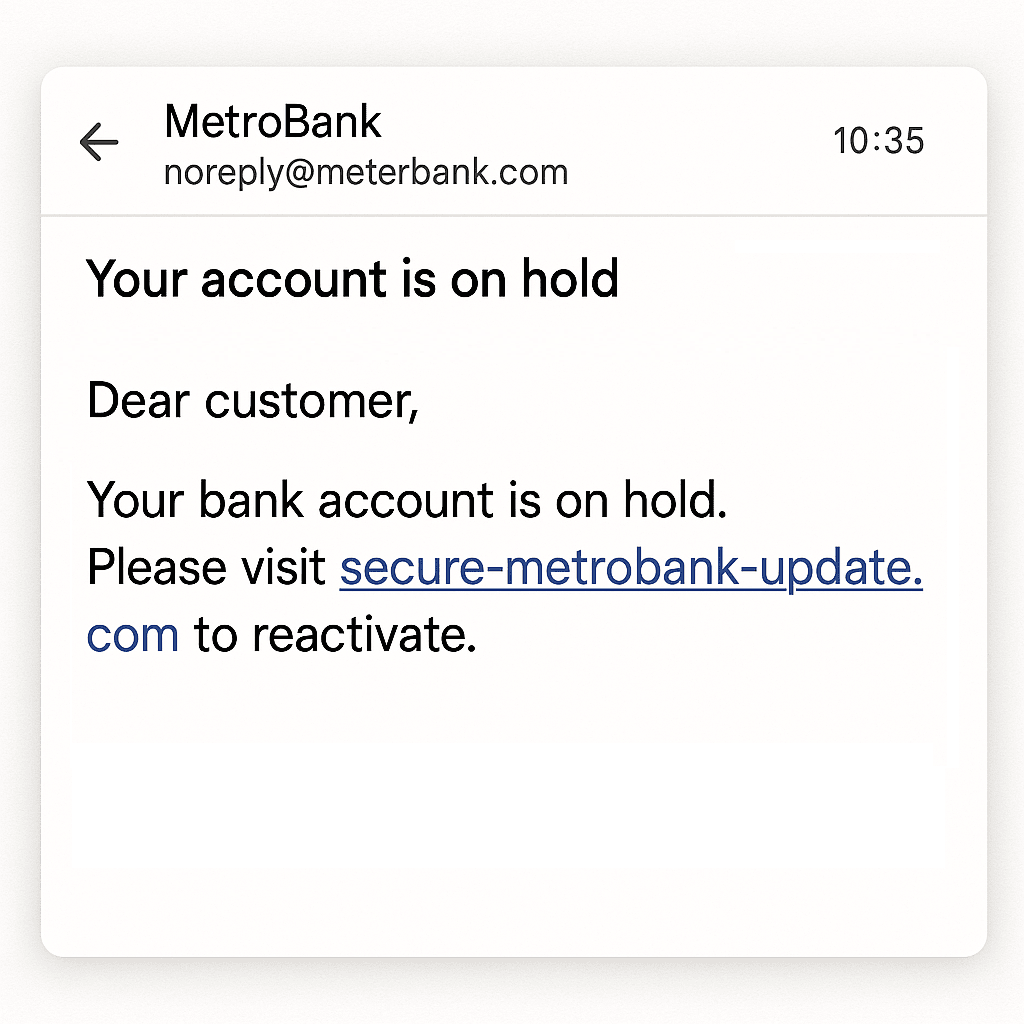 MetroBank
noreply@meterbank.com
10:35
Your account is on hold
Dear customer,
Your bank account is on hold.
Please visit secure-metrobank-update.
com to reactivate.